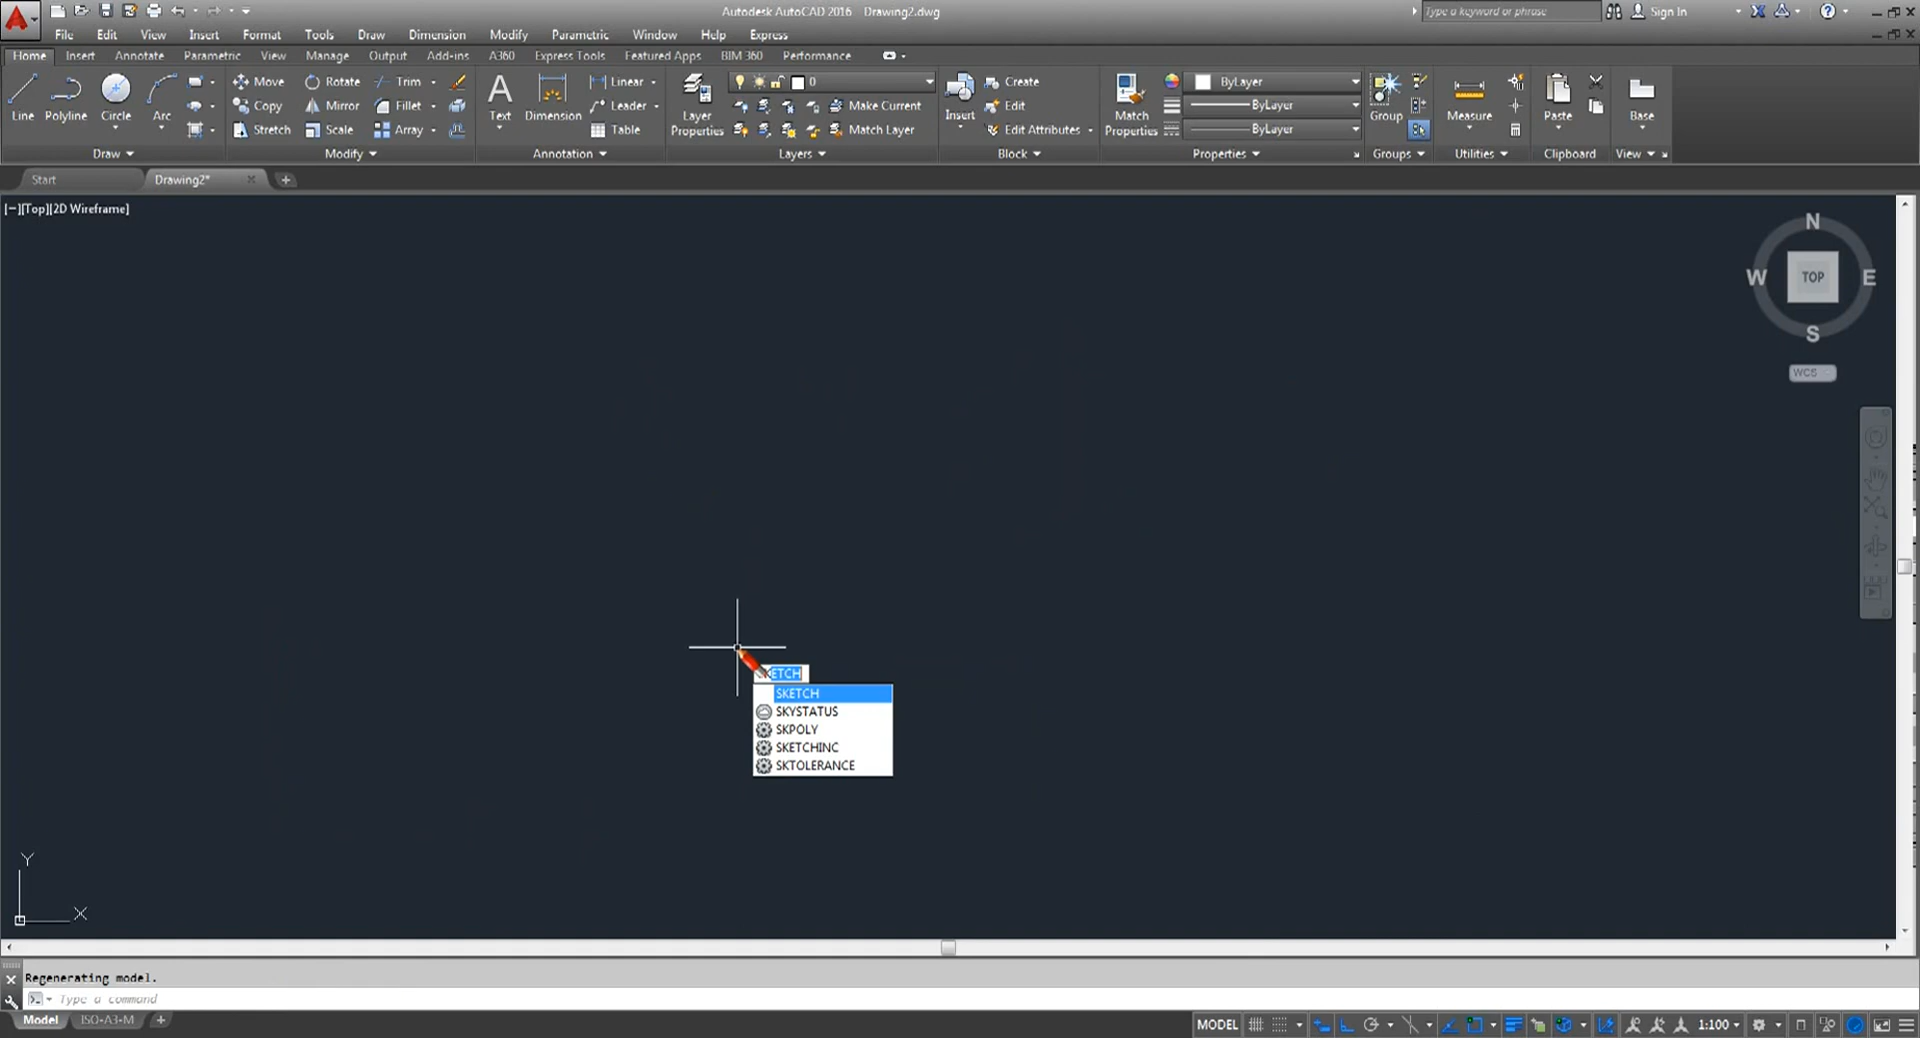 Autodesk AutoCAD 2016 Drawing2.dwg
Type a keyword or phrase
Sign In
File Edit View Insert Format Tools Draw Dimension Modify Parametric Window Help Express
Home Insert Annotate Parametric View Manage Output Add-ins A360 Express Tools Featured Apps BIM 360 Performance
Move Rotate Trim Linear 0 Create ByLayer
Copy Mirror Fillet Leader Make Current Edit ByLayer
Line Polyline Circle Arc Text Dimension Layer Properties Insert Match Properties Group Measure Paste Base
Stretch Scale Array Table Match Layer Edit Attributes ByLayer
Draw Modify Annotation Layers Block Properties Groups Utilities Clipboard View
Start Drawing2*
[−][Top][2D Wireframe]
N
W TOP E
S
WCS
ETCH
SKETCH
SKYSTATUS
SKPOLY
SKETCHINC
SKTOLERANCE
Y
X
Regenerating model.
Type a command
Model ISO-A3-M
MODEL 1:100